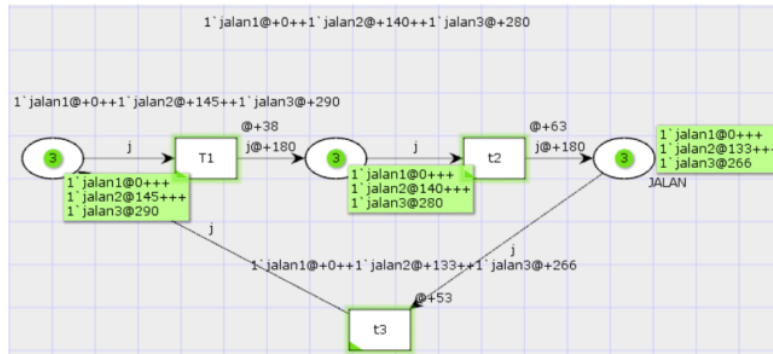 1`jalan1@+0++1`jalan2@+140++1`jalan3@+280
1`jalan1@+0++1`jalan2@+145++1`jalan3@+290
@+38
@+63
3
j
T1
j@+180
3
j
t2
j@+180
3
1`jalan1@0+++
1`jalan2@133+++
1`jalan3@266
JALAN
1`jalan1@0+++
1`jalan2@145+++
1`jalan3@290
1`jalan1@0+++
1`jalan2@140+++
1`jalan3@280
j
j
1`jalan1@+0++1`jalan2@+133++1`jalan3@+266
@+53
t3